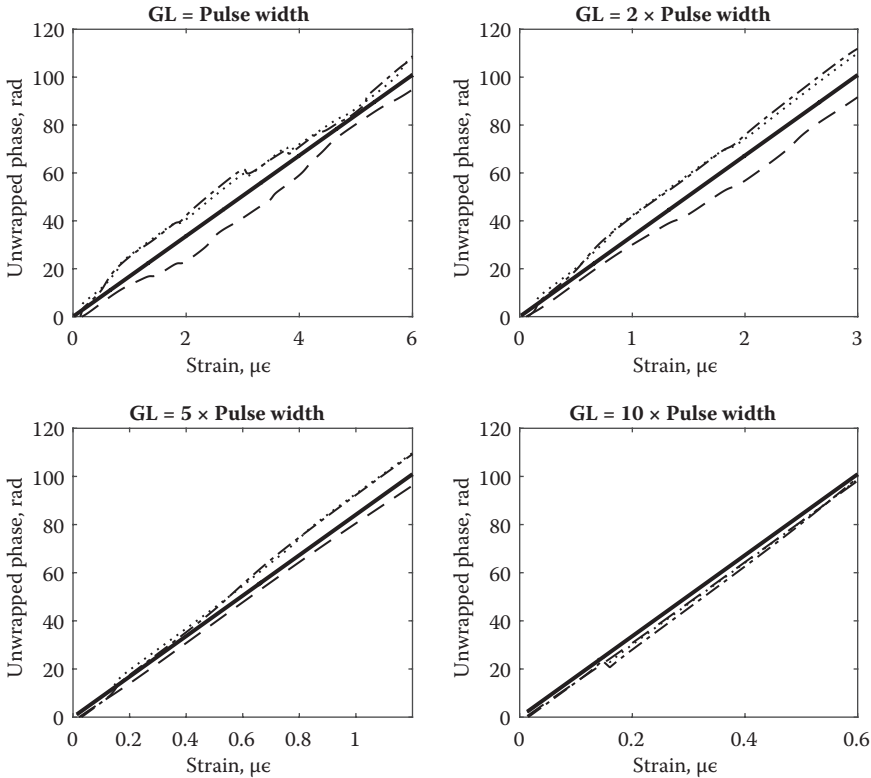 GL = Pulse width
120
100
80
60
40
20
0
Unwrapped phase, rad
0 2 4 6
Strain, µϵ
GL = 2 × Pulse width
120
100
80
60
40
20
0
Unwrapped phase, rad
0 1 2 3
Strain, µϵ
GL = 5 × Pulse width
120
100
80
60
40
20
0
Unwrapped phase, rad
0 0.2 0.4 0.6 0.8 1
Strain, µϵ
GL = 10 × Pulse width
120
100
80
60
40
20
0
Unwrapped phase, rad
0 0.2 0.4 0.6
Strain, µϵ